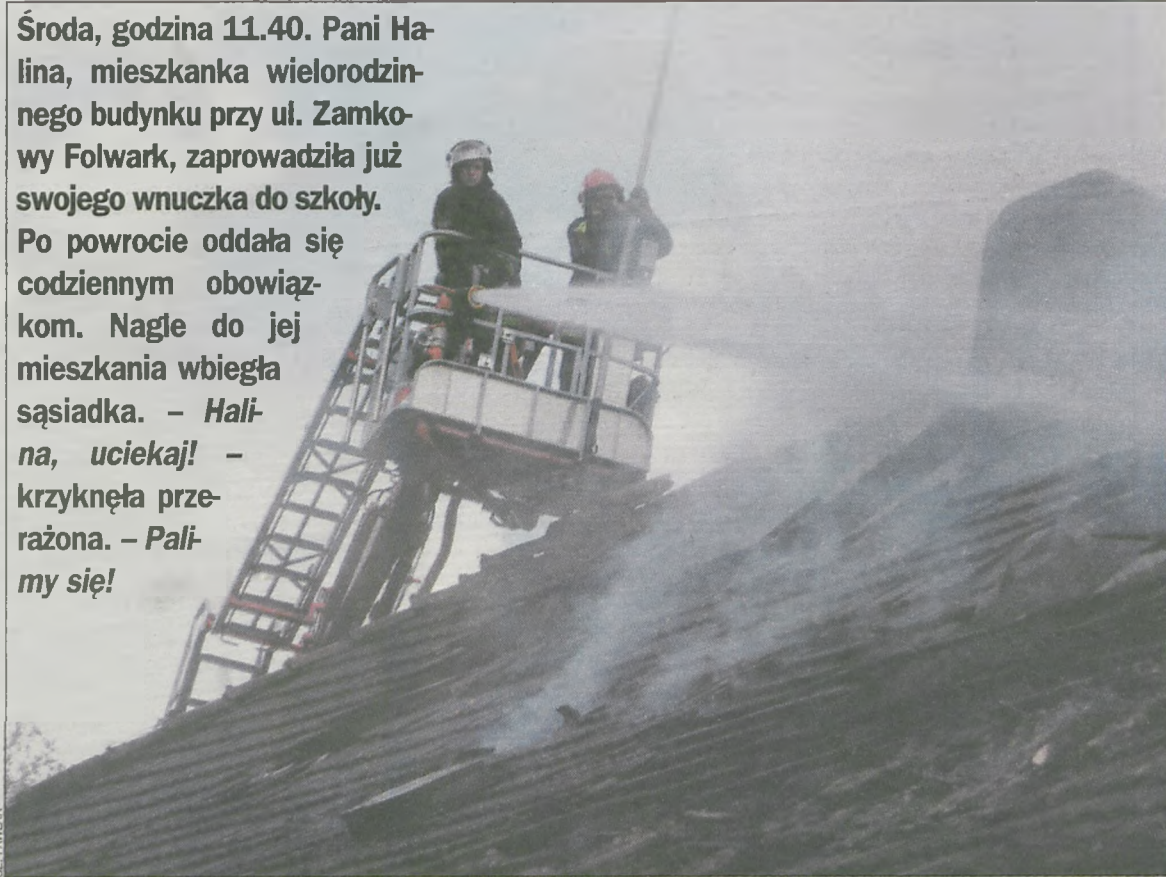 Środa, godzina 11.40. Pani Ha-
lina, mieszkanka wielorodzin-
nego budynku przy ul. Zamko-
wy Folwark, zaprowadziła już
swojego wnuczka do szkoły.
Po powrocie oddała się
codziennym obowiąz-
kom. Nagle do jej
mieszkania wbiegła
sąsiadka. – Hali-
na, uciekaj! –
krzyknęła prze-
rażona. – Pali-
my się!